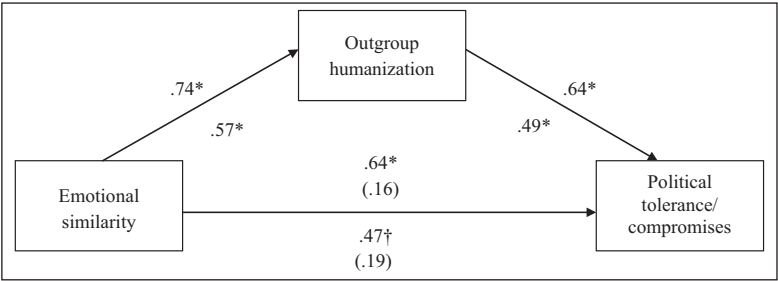 Outgroup
humanization
.74*
.57*
.64*
.49*
.64*
(.16)
Emotional
similarity
Political
tolerance/
compromises
.47†
(.19)